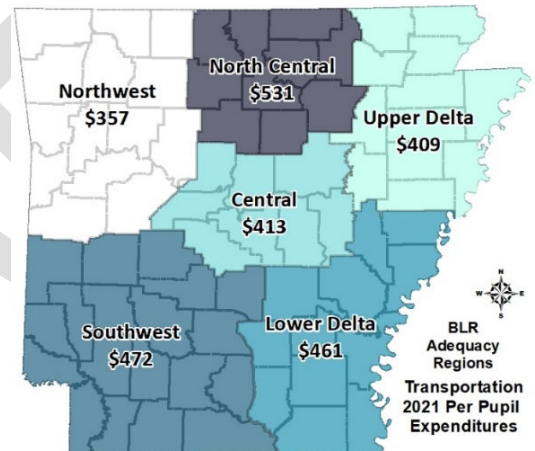 North Central
$531
Northwest
$357
Upper Delta
$409
Central
$413
Southwest
$472
Lower Delta
$461
N
W
E
S
BLR
Adequacy
Regions
Transportation
2021 Per Pupil
Expenditures